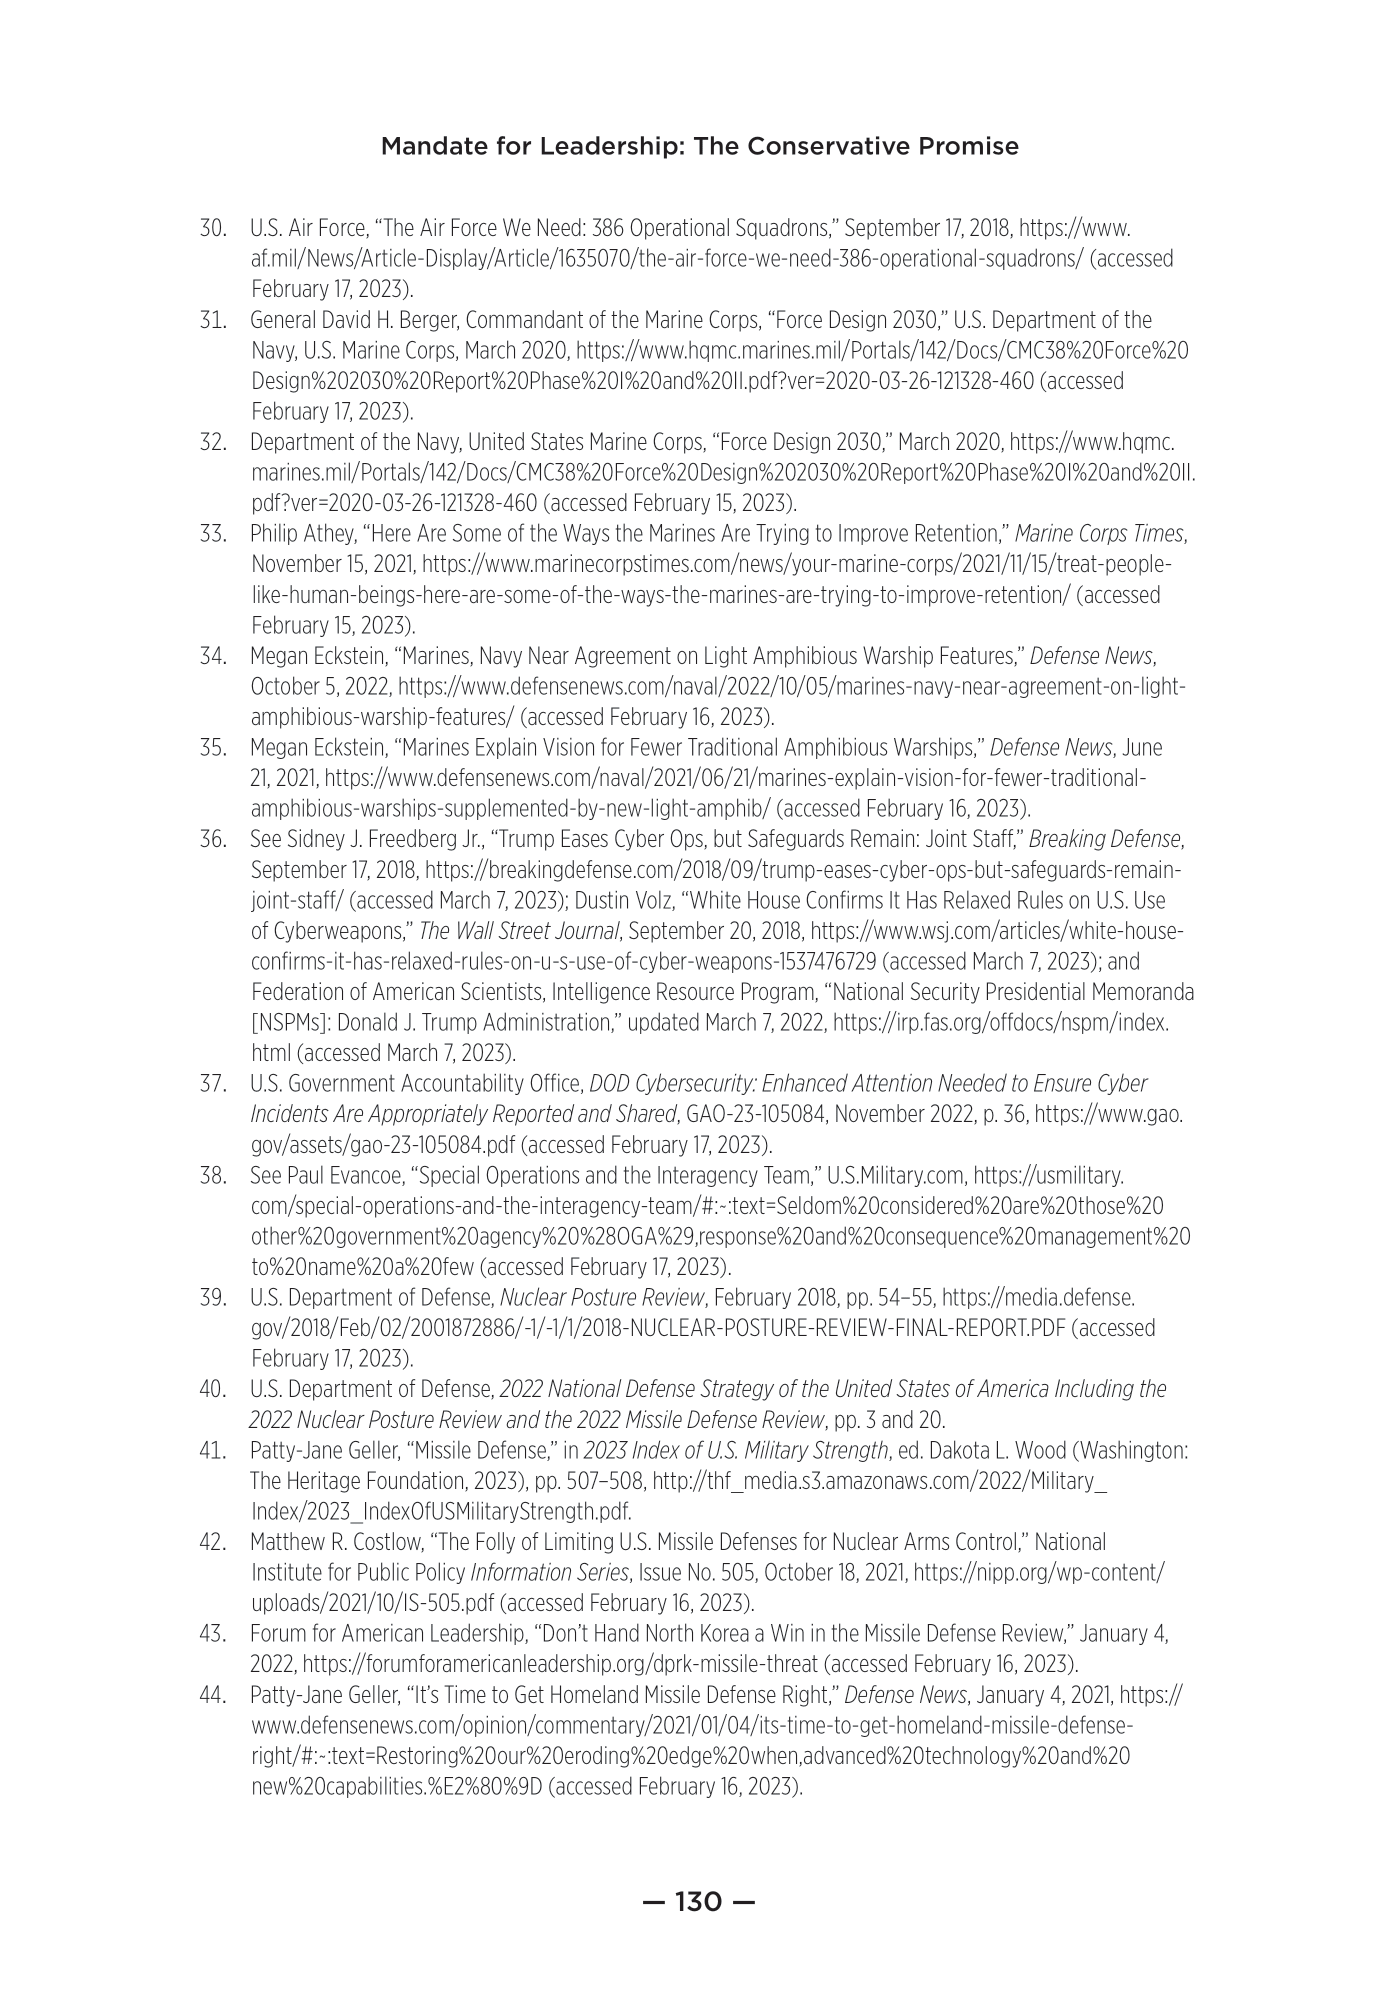 Mandate for Leadership: The Conservative Promise
30. U.S. Air Force, “The Air Force We Need: 386 Operational Squadrons,” September 17, 2018, https://www.
af.mil/News/Article-Display/Article/1635070/the-air-force-we-need-386-operational-squadrons/ (accessed
February 17, 2023).
31. General David H. Berger, Commandant of the Marine Corps, “Force Design 2030,” U.S. Department of the
Navy, U.S. Marine Corps, March 2020, https://www.hqmc.marines.mil/Portals/142/Docs/CMC38%20Force%20
Design%202030%20Report%20Phase%20I%20and%20II.pdf?ver=2020-03-26-121328-460 (accessed
February 17, 2023).
32. Department of the Navy, United States Marine Corps, “Force Design 2030,” March 2020, https://www.hqmc.
marines.mil/Portals/142/Docs/CMC38%20Force%20Design%202030%20Report%20Phase%20I%20and%20II.
pdf?ver=2020-03-26-121328-460 (accessed February 15, 2023).
33. Philip Athey, “Here Are Some of the Ways the Marines Are Trying to Improve Retention,” Marine Corps Times,
November 15, 2021, https://www.marinecorpstimes.com/news/your-marine-corps/2021/11/15/treat-people-
like-human-beings-here-are-some-of-the-ways-the-marines-are-trying-to-improve-retention/ (accessed
February 15, 2023).
34. Megan Eckstein, “Marines, Navy Near Agreement on Light Amphibious Warship Features,” Defense News,
October 5, 2022, https://www.defensenews.com/naval/2022/10/05/marines-navy-near-agreement-on-light-
amphibious-warship-features/ (accessed February 16, 2023).
35. Megan Eckstein, “Marines Explain Vision for Fewer Traditional Amphibious Warships,” Defense News, June
21, 2021, https://www.defensenews.com/naval/2021/06/21/marines-explain-vision-for-fewer-traditional-
amphibious-warships-supplemented-by-new-light-amphib/ (accessed February 16, 2023).
36. See Sidney J. Freedberg Jr., “Trump Eases Cyber Ops, but Safeguards Remain: Joint Staff,” Breaking Defense,
September 17, 2018, https://breakingdefense.com/2018/09/trump-eases-cyber-ops-but-safeguards-remain-
joint-staff/ (accessed March 7, 2023); Dustin Volz, “White House Confirms It Has Relaxed Rules on U.S. Use
of Cyberweapons,” The Wall Street Journal, September 20, 2018, https://www.wsj.com/articles/white-house-
confirms-it-has-relaxed-rules-on-u-s-use-of-cyber-weapons-1537476729 (accessed March 7, 2023); and
Federation of American Scientists, Intelligence Resource Program, “National Security Presidential Memoranda
[NSPMs]: Donald J. Trump Administration,” updated March 7, 2022, https://irp.fas.org/offdocs/nspm/index.
html (accessed March 7, 2023).
37. U.S. Government Accountability Office, DOD Cybersecurity: Enhanced Attention Needed to Ensure Cyber
Incidents Are Appropriately Reported and Shared, GAO-23-105084, November 2022, p. 36, https://www.gao.
gov/assets/gao-23-105084.pdf (accessed February 17, 2023).
38. See Paul Evancoe, “Special Operations and the Interagency Team,” U.S.Military.com, https://usmilitary.
com/special-operations-and-the-interagency-team/#:~:text=Seldom%20considered%20are%20those%20
other%20government%20agency%20%28OGA%29,response%20and%20consequence%20management%20
to%20name%20a%20few (accessed February 17, 2023).
39. U.S. Department of Defense, Nuclear Posture Review, February 2018, pp. 54–55, https://media.defense.
gov/2018/Feb/02/2001872886/-1/-1/1/2018-NUCLEAR-POSTURE-REVIEW-FINAL-REPORT.PDF (accessed
February 17, 2023).
40. U.S. Department of Defense, 2022 National Defense Strategy of the United States of America Including the
2022 Nuclear Posture Review and the 2022 Missile Defense Review, pp. 3 and 20.
41. Patty-Jane Geller, “Missile Defense,” in 2023 Index of U.S. Military Strength, ed. Dakota L. Wood (Washington:
The Heritage Foundation, 2023), pp. 507–508, http://thf_media.s3.amazonaws.com/2022/Military_
Index/2023_IndexOfUSMilitaryStrength.pdf.
42. Matthew R. Costlow, “The Folly of Limiting U.S. Missile Defenses for Nuclear Arms Control,” National
Institute for Public Policy Information Series, Issue No. 505, October 18, 2021, https://nipp.org/wp-content/
uploads/2021/10/IS-505.pdf (accessed February 16, 2023).
43. Forum for American Leadership, “Don’t Hand North Korea a Win in the Missile Defense Review,” January 4,
2022, https://forumforamericanleadership.org/dprk-missile-threat (accessed February 16, 2023).
44. Patty-Jane Geller, “It’s Time to Get Homeland Missile Defense Right,” Defense News, January 4, 2021, https://
www.defensenews.com/opinion/commentary/2021/01/04/its-time-to-get-homeland-missile-defense-
right/#:~:text=Restoring%20our%20eroding%20edge%20when,advanced%20technology%20and%20
new%20capabilities.%E2%80%9D (accessed February 16, 2023).
— 130 —